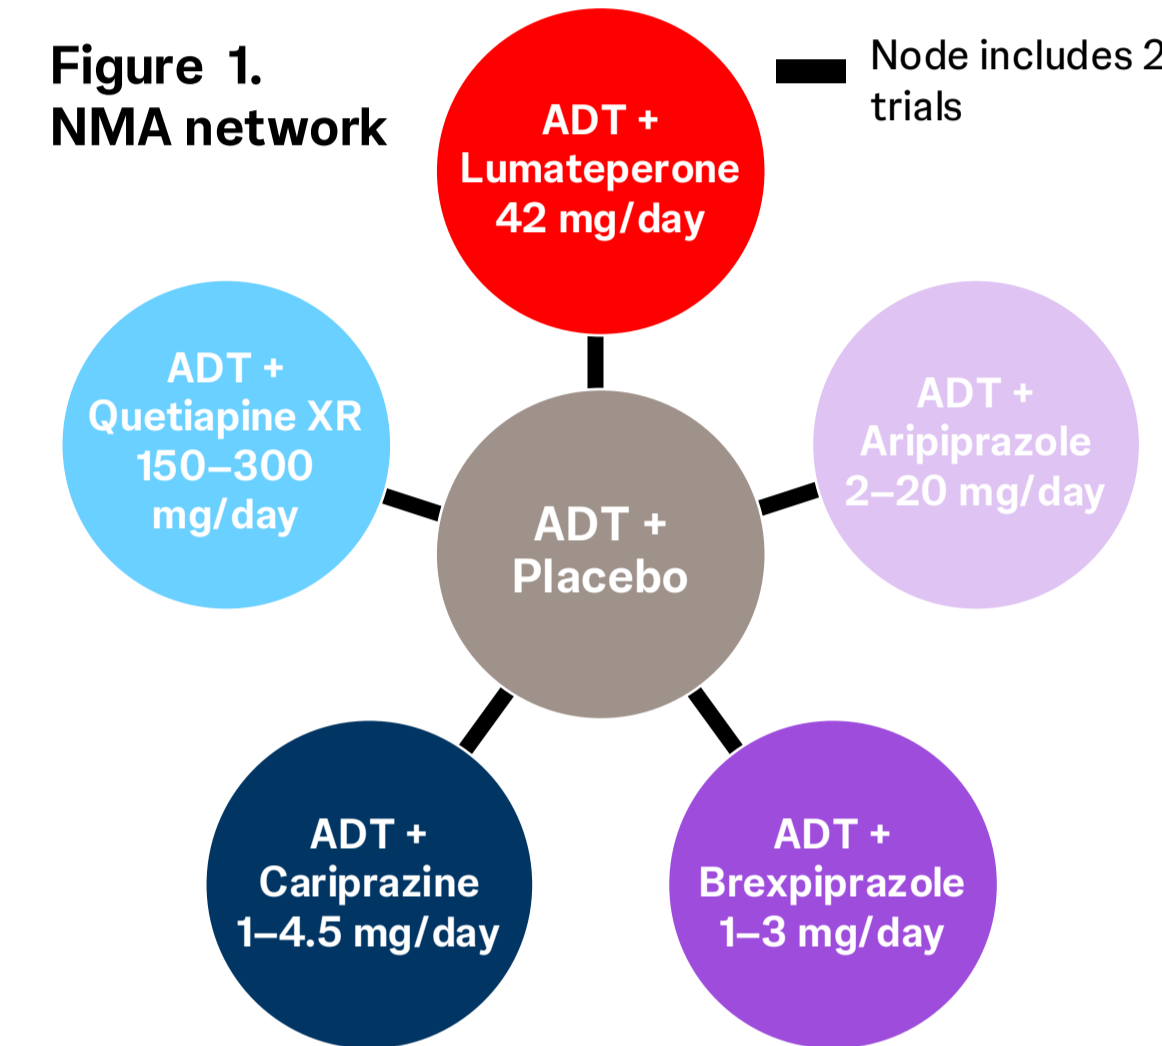 Figure 1.
NMA network
Node includes 2
trials
ADT +
Lumateperone
42 mg/day
ADT +
Quetiapine XR
150–300
mg/day
ADT +
Aripiprazole
2–20 mg/day
ADT +
Placebo
ADT +
Cariprazine
1–4.5 mg/day
ADT +
Brexpiprazole
1–3 mg/day